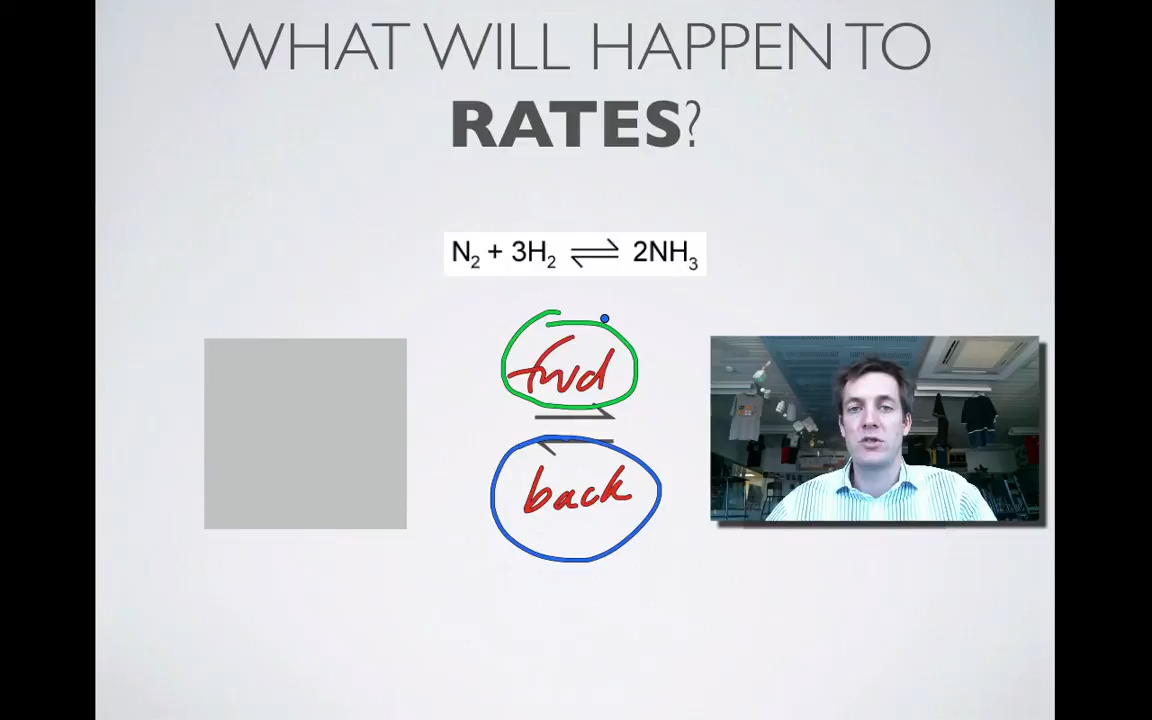 WHAT WILL HAPPEN TO
RATES?
N₂ + 3H₂ ⇌ 2NH₃
fwd
back